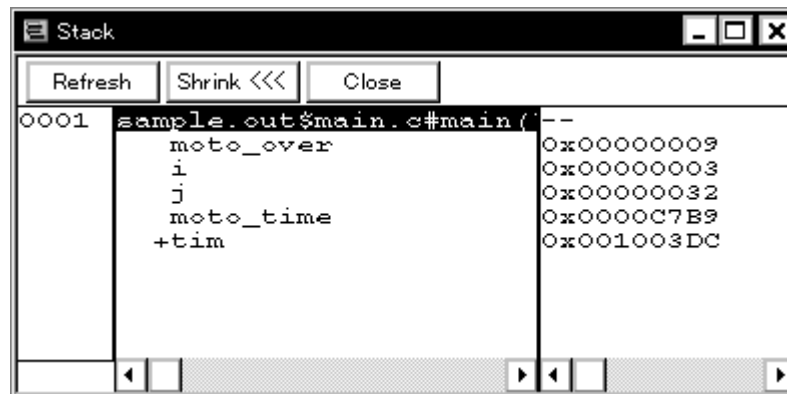 Stack
Refresh Shrink <<< Close
0001 sample.out$main.c#main( --
moto_over 0x00000009
i 0x00000003
j 0x00000032
moto_time 0x0000C7B9
+tim 0x001003DC